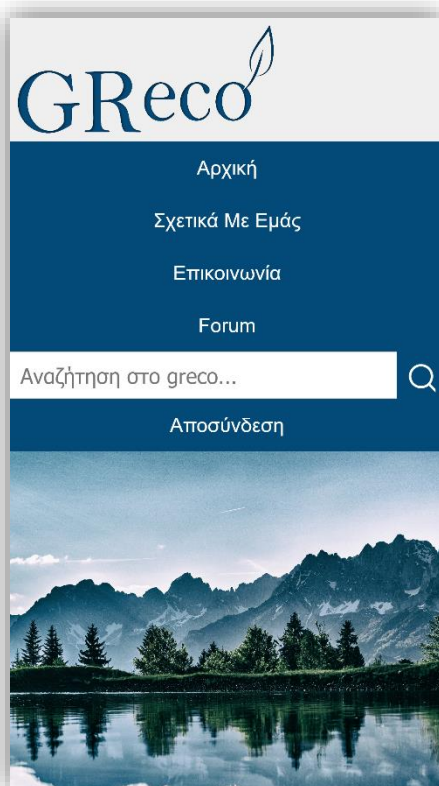 GReco
Αρχική
Σχετικά Με Εμάς
Επικοινωνία
Forum
Αναζήτηση στο greco...
Αποσύνδεση